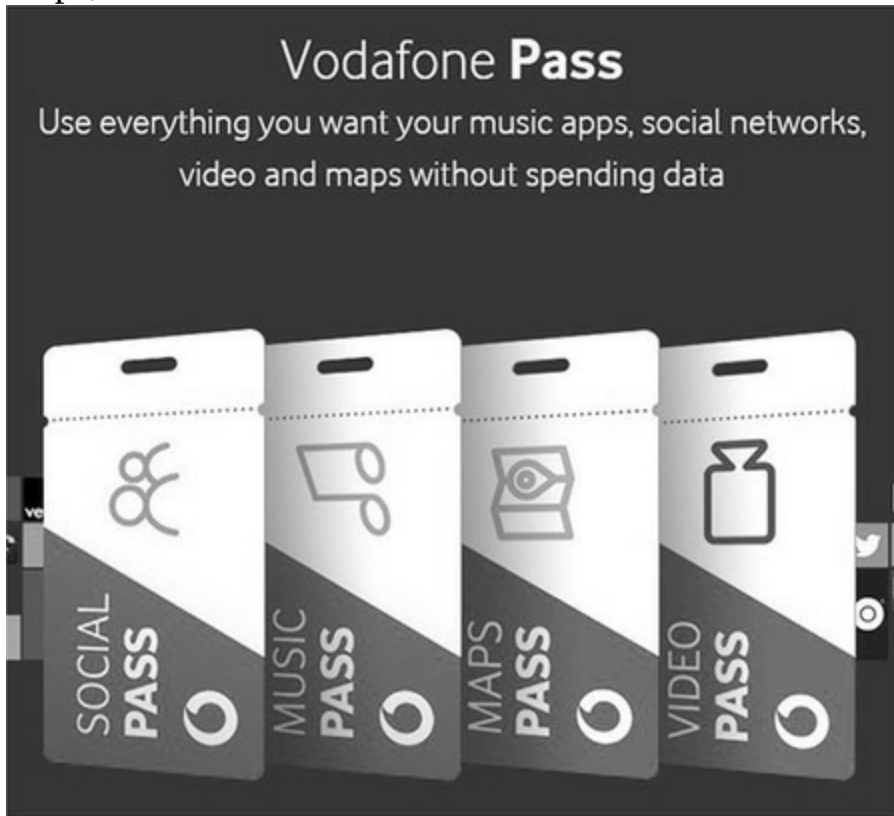 Vodafone Pass
Use everything you want your music apps, social networks,
video and maps without spending data
SOCIAL
PASS
MUSIC
PASS
MAPS
PASS
VIDEO
PASS